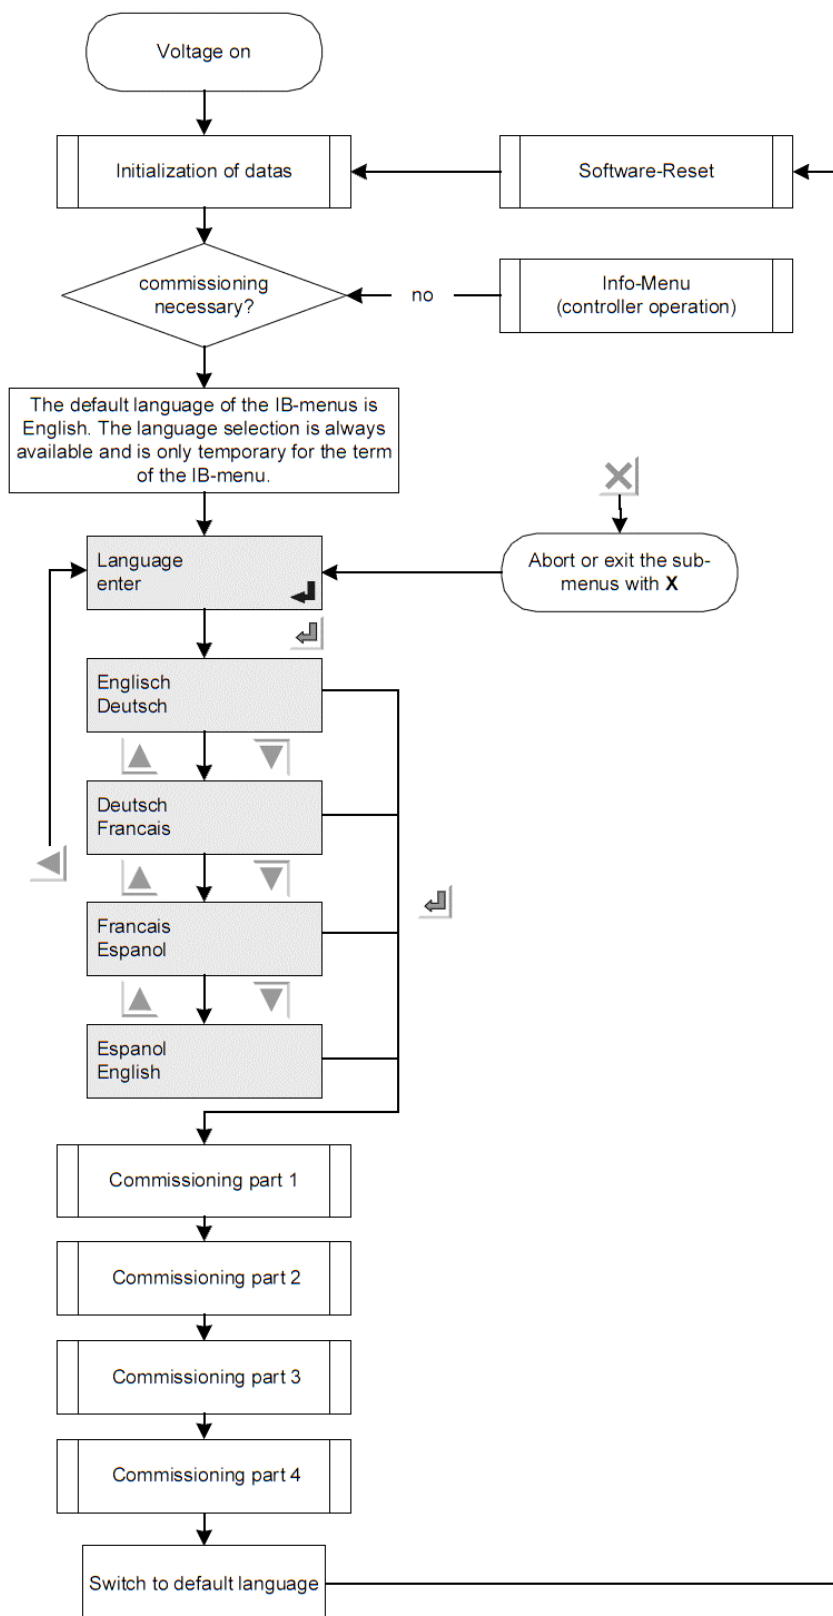 Voltage on
Initialization of datas
Software-Reset
commissioning
necessary?
no
Info-Menu
(controller operation)
The default language of the IB-menus is
English. The language selection is always
available and is only temporary for the term
of the IB-menu.
Language
enter
Abort or exit the sub-
menus with X
Englisch
Deutsch
Deutsch
Francais
Francais
Espanol
Espanol
English
Commissioning part 1
Commissioning part 2
Commissioning part 3
Commissioning part 4
Switch to default language